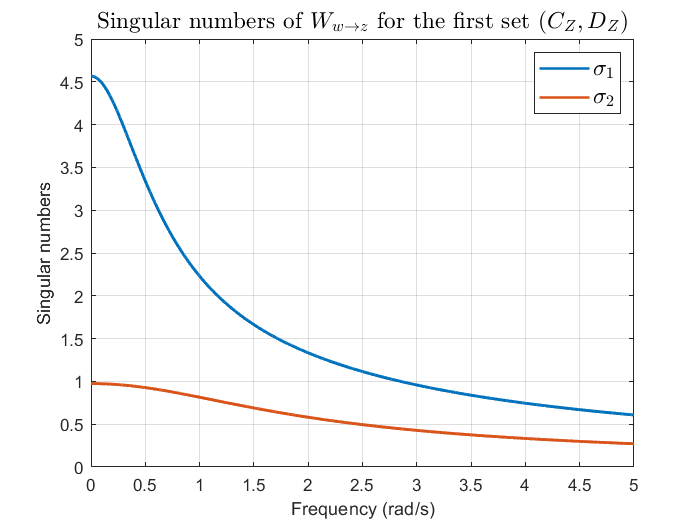 Singular numbers of W_{w→z} for the first set (C_Z, D_Z)
5
4.5
4
3.5
3
2.5
2
1.5
1
0.5
0
Singular numbers
σ₁
σ₂
0 0.5 1 1.5 2 2.5 3 3.5 4 4.5 5
Frequency (rad/s)